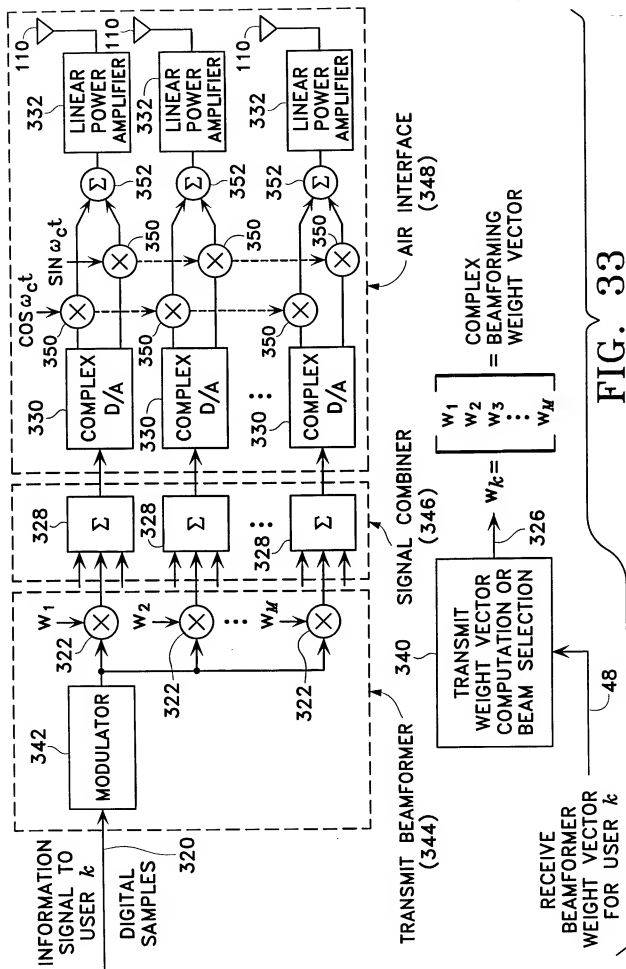 INFORMATION
SIGNAL TO
USER k
320
DIGITAL
SAMPLES
342
MODULATOR
W1
322
W2
322
...
WM
322
TRANSMIT BEAMFORMER
(344)
328
Σ
328
Σ
328
Σ
SIGNAL COMBINER
(346)
COS ωc t
SIN ωc t
330
COMPLEX
D/A
350
350
352
Σ
332
LINEAR
POWER
AMPLIFIER
110
330
COMPLEX
D/A
350
350
352
Σ
332
LINEAR
POWER
AMPLIFIER
110
330
COMPLEX
D/A
350
350
352
Σ
332
LINEAR
POWER
AMPLIFIER
110
AIR INTERFACE
(348)
RECEIVE
BEAMFORMER
WEIGHT VECTOR
FOR USER k
48
340
TRANSMIT
WEIGHT VECTOR
COMPUTATION OR
BEAM SELECTION
326
Wk =
W1
W2
W3
WM
= COMPLEX
BEAMFORMING
WEIGHT VECTOR
FIG. 33